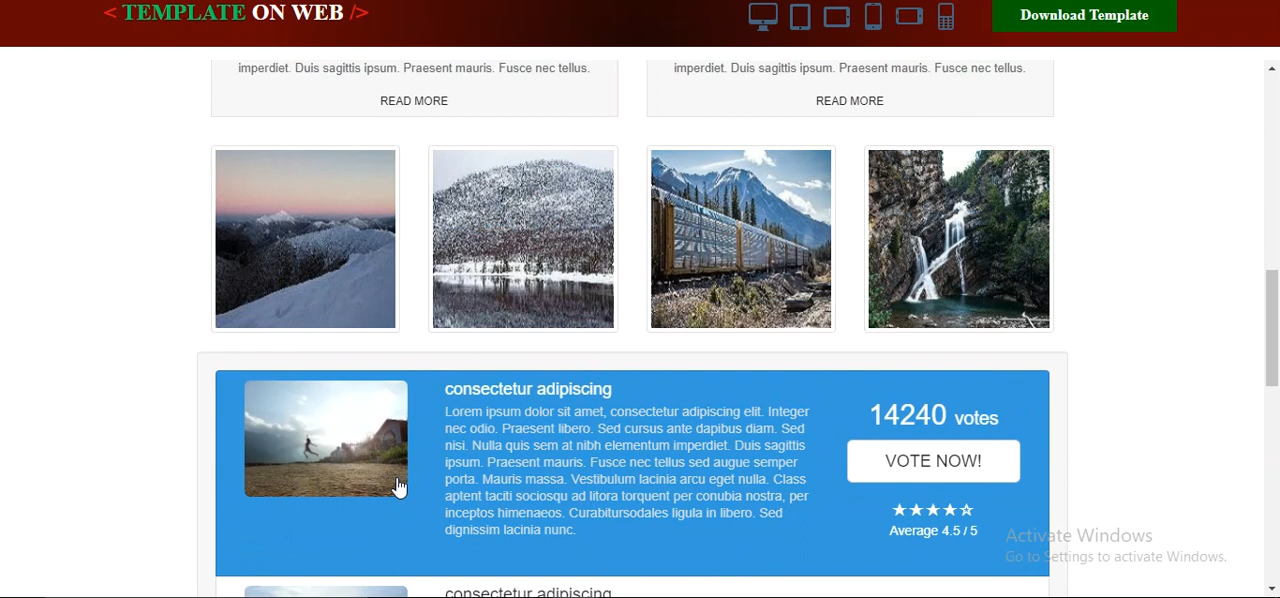 < TEMPLATE ON WEB />
Download Template
imperdiet. Duis sagittis ipsum. Praesent mauris. Fusce nec tellus.
READ MORE
imperdiet. Duis sagittis ipsum. Praesent mauris. Fusce nec tellus.
READ MORE
consectetur adipiscing
Lorem ipsum dolor sit amet, consectetur adipiscing elit. Integer
nec odio. Praesent libero. Sed cursus ante dapibus diam. Sed
nisi. Nulla quis sem at nibh elementum imperdiet. Duis sagittis
ipsum. Praesent mauris. Fusce nec tellus sed augue semper
porta. Mauris massa. Vestibulum lacinia arcu eget nulla. Class
aptent taciti sociosqu ad litora torquent per conubia nostra, per
inceptos himenaeos. Curabitursodales ligula in libero. Sed
dignissim lacinia nunc.
14240 votes
VOTE NOW!
Average 4.5 / 5
Activate Windows
Go to Settings to activate Windows.
consectetur adipiscing